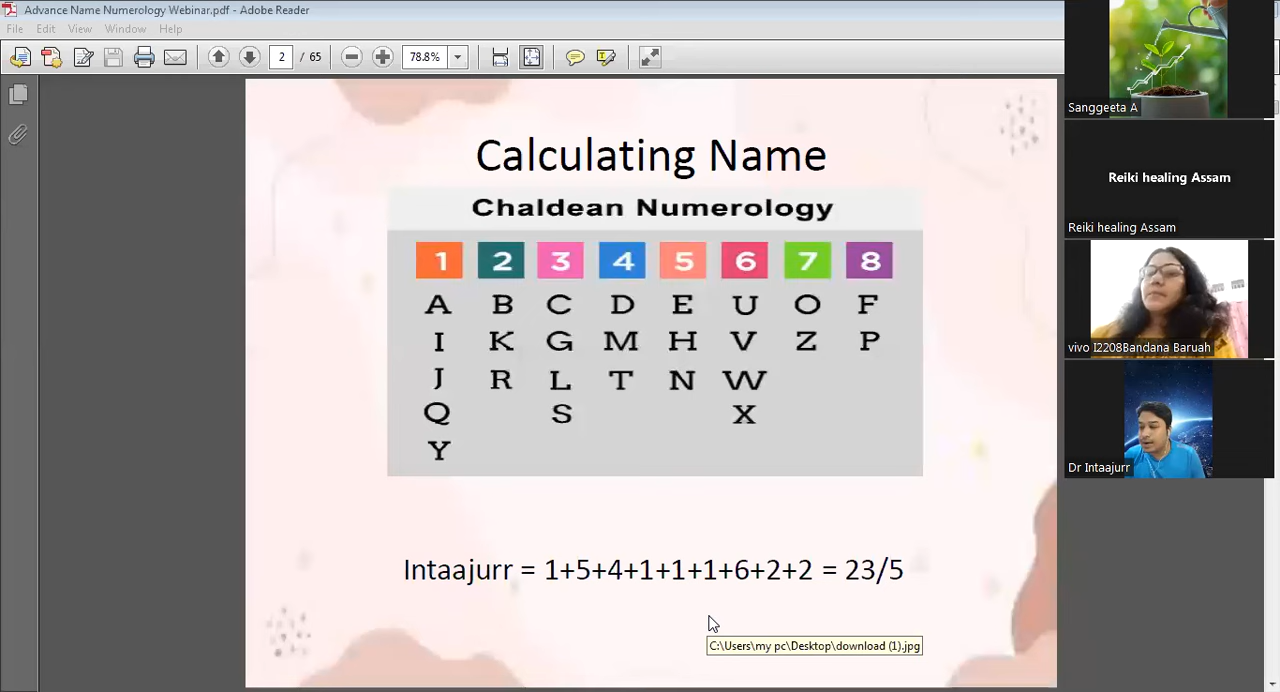 Advance Name Numerology Webinar.pdf - Adobe Reader
File Edit View Window Help
2 / 65 78.8%
Calculating Name
Chaldean Numerology
1 2 3 4 5 6 7 8
A B C D E U O F
I K G M H V Z P
J R L T N W
Q S X
Y
Intaajurr = 1+5+4+1+1+1+6+2+2 = 23/5
C:\Users\my pc\Desktop\download (1).jpg
Sanggeeta A
Reiki healing Assam
Reiki healing Assam
vivo I2208Bandana Baruah
Dr Intaajurr